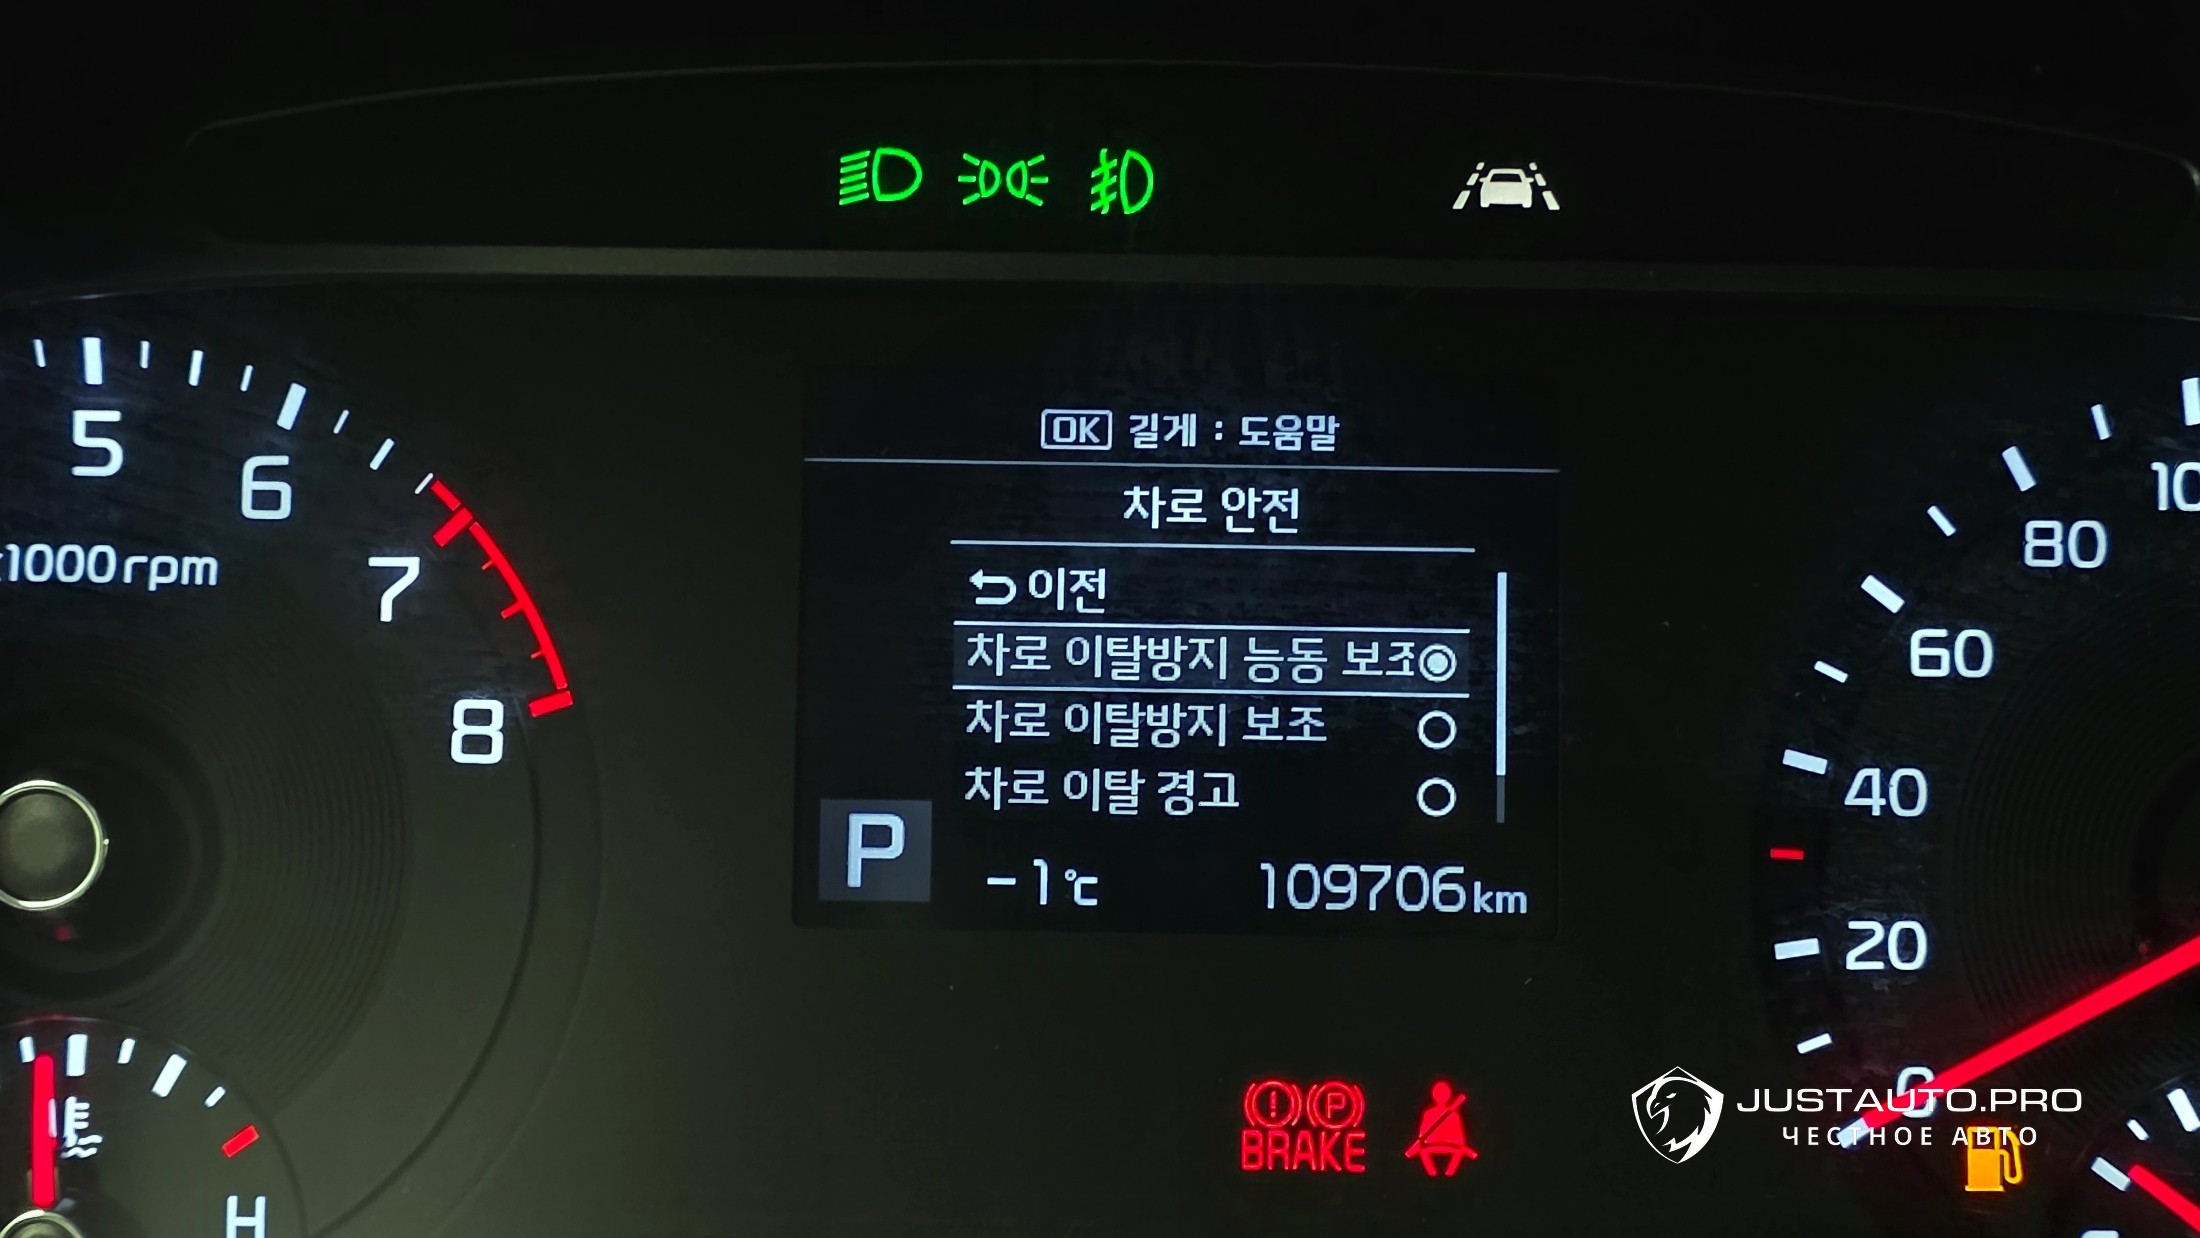 OK 길게 : 도움말
차로 안전
이전
차로 이탈방지 능동 보조
차로 이탈방지 보조
차로 이탈 경고
P
-1℃ 109706km
5
6
7
8
x1000rpm
H
10
80
60
40
20
0
BRAKE
P
JUSTAUTO.PRO
ЧЕСТНОЕ АВТО